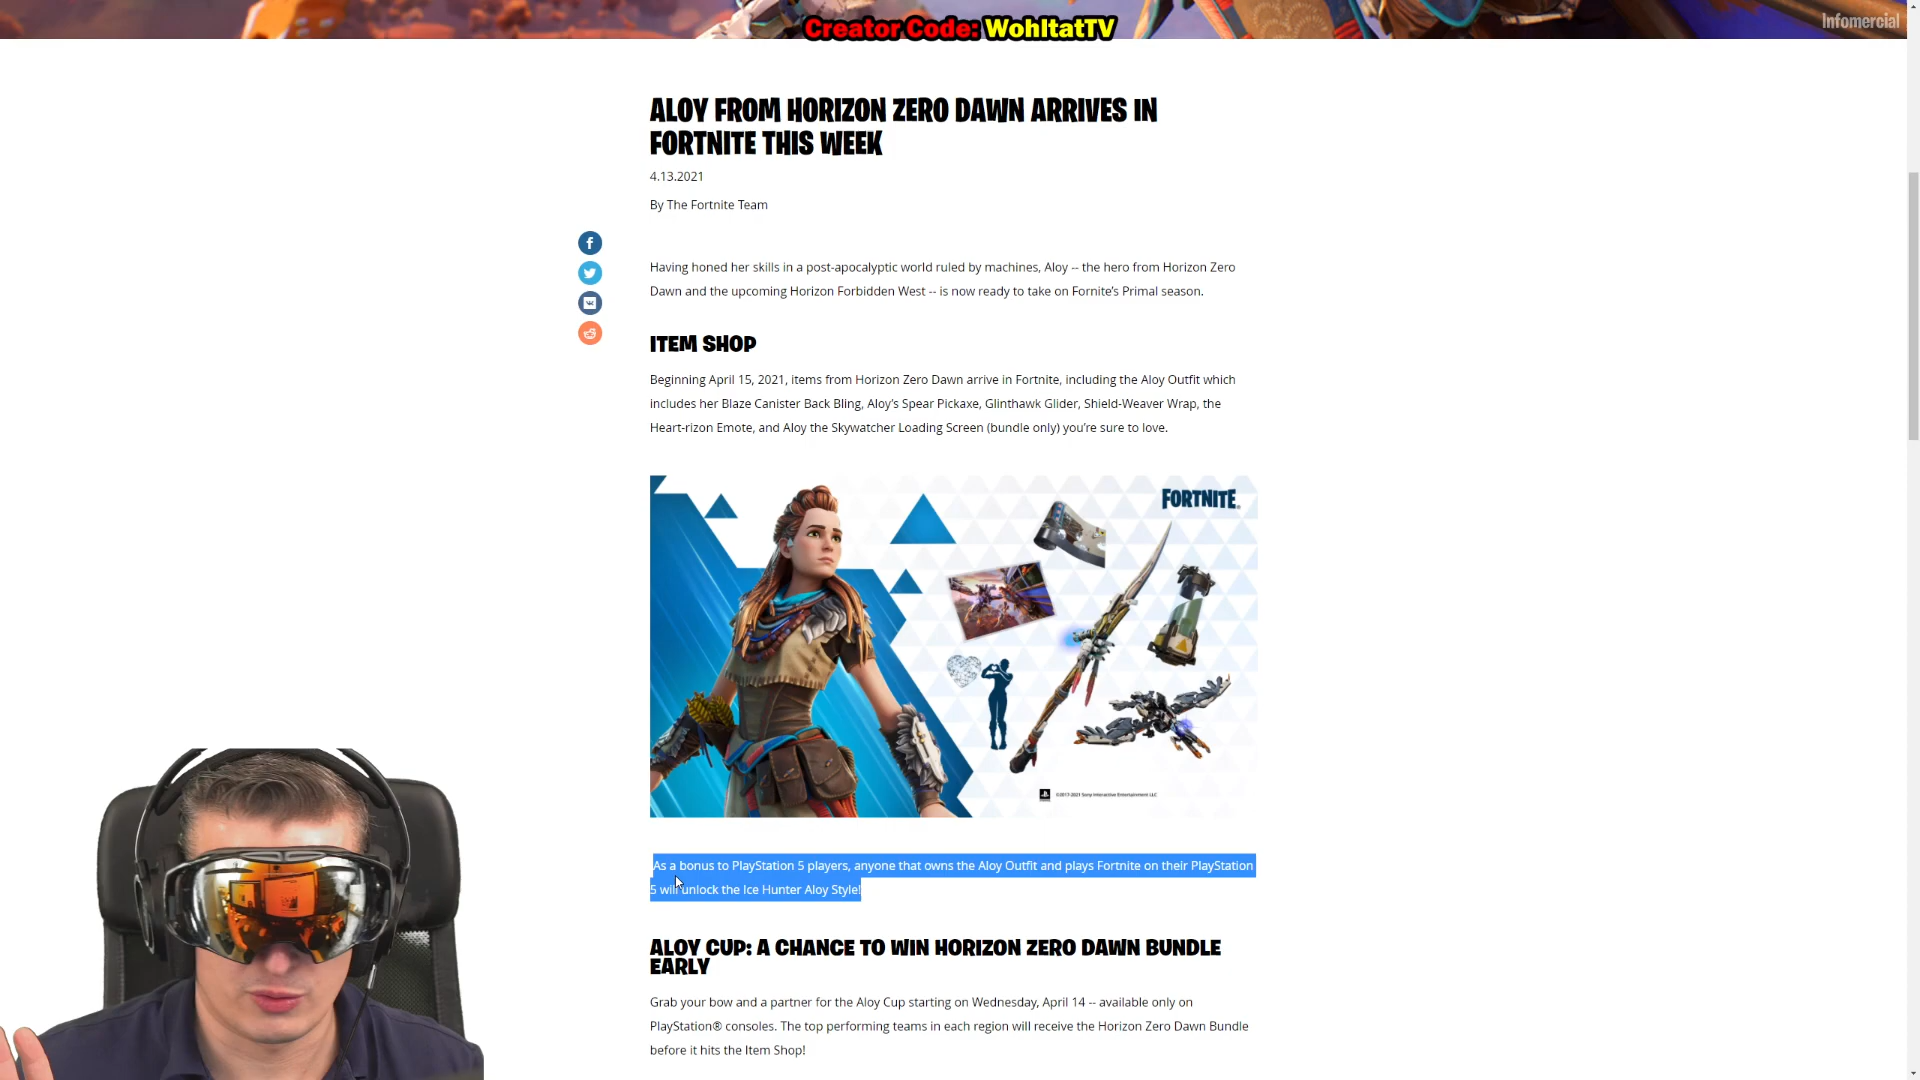 Creator Code: WohltatTV
Infomercial
ALOY FROM HORIZON ZERO DAWN ARRIVES IN
FORTNITE THIS WEEK
4.13.2021
By The Fortnite Team
Having honed her skills in a post-apocalyptic world ruled by machines, Aloy -- the hero from Horizon Zero
Dawn and the upcoming Horizon Forbidden West -- is now ready to take on Fornite’s Primal season.
ITEM SHOP
Beginning April 15, 2021, items from Horizon Zero Dawn arrive in Fortnite, including the Aloy Outfit which
includes her Blaze Canister Back Bling, Aloy’s Spear Pickaxe, Glinthawk Glider, Shield-Weaver Wrap, the
Heart-rizon Emote, and Aloy the Skywatcher Loading Screen (bundle only) you’re sure to love.
FORTNITE
©2017-2021 Sony Interactive Entertainment LLC
As a bonus to PlayStation 5 players, anyone that owns the Aloy Outfit and plays Fortnite on their PlayStation
5 will unlock the Ice Hunter Aloy Style!
ALOY CUP: A CHANCE TO WIN HORIZON ZERO DAWN BUNDLE
EARLY
Grab your bow and a partner for the Aloy Cup starting on Wednesday, April 14 -- available only on
PlayStation® consoles. The top performing teams in each region will receive the Horizon Zero Dawn Bundle
before it hits the Item Shop!